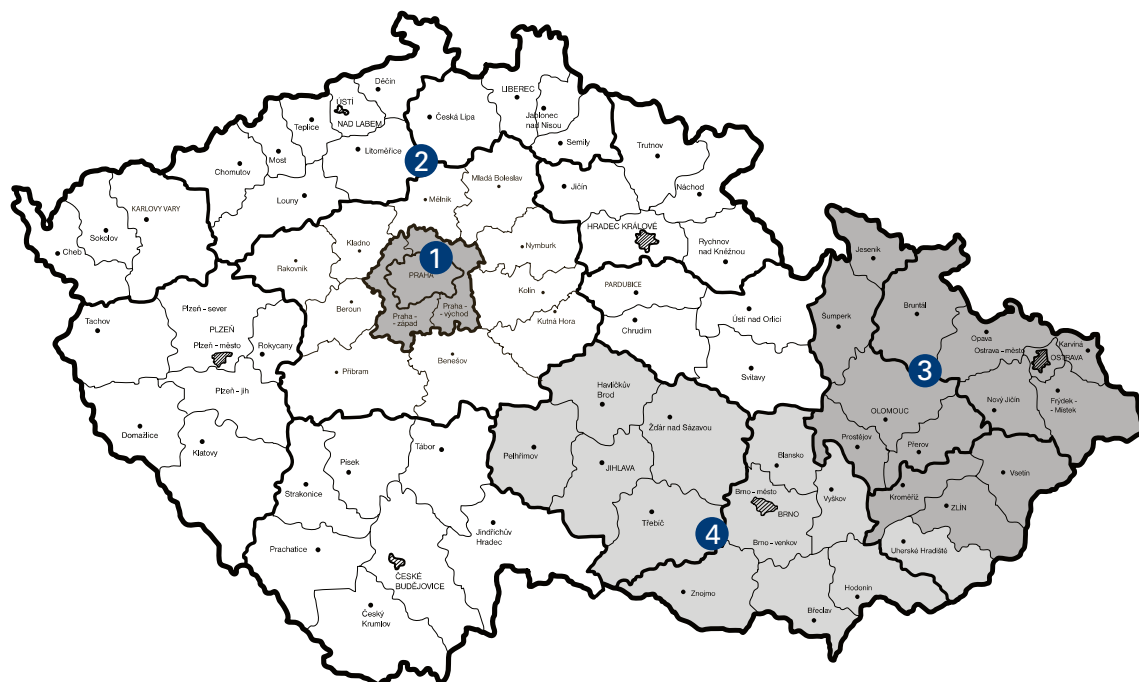 Děčín
ÚSTÍ
NAD LABEM
Teplice
Most
Chomutov
Litoměřice
Louny
2
Česká Lípa
LIBEREC
Jablonec
nad Nisou
Semily
Trutnov
Mladá Boleslav
Mělník
Jičín
Náchod
KARLOVY VARY
Sokolov
Cheb
Kladno
Rakovník
Beroun
1
PRAHA
Praha -
- západ
Praha -
- východ
Nymburk
Kolín
Kutná Hora
Benešov
Příbram
HRADEC KRÁLOVÉ
Rychnov
nad Kněžnou
PARDUBICE
Chrudim
Ústí nad Orlicí
Svitavy
Tachov
Plzeň - sever
PLZEŇ
Plzeň - město
Rokycany
Plzeň - jih
Domažlice
Klatovy
Strakonice
Písek
Tábor
Prachatice
ČESKÉ
BUDĚJOVICE
Jindřichův
Hradec
Český
Krumlov
Havlíčkův
Brod
Žďár nad Sázavou
Pelhřimov
JIHLAVA
Třebíč
4
Blansko
Brno - město
BRNO
Brno - venkov
Vyškov
Znojmo
Břeclav
Hodonín
Uherské Hradiště
Jeseník
Šumperk
Bruntál
3
Opava
Ostrava - město
OSTRAVA
Karviná
Nový Jičín
Frýdek -
- Místek
OLOMOUC
Prostějov
Přerov
Kroměříž
Vsetín
ZLÍN